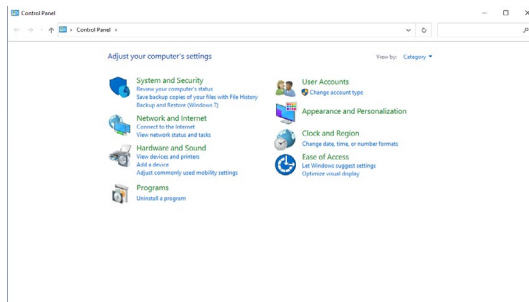 Control Panel
Control Panel
Adjust your computer's settings
View by: Category
System and Security
Review your computer's status
Save backup copies of your files with File History
Backup and Restore (Windows 7)
Network and Internet
Connect to the Internet
View network status and tasks
Hardware and Sound
View devices and printers
Add a device
Adjust commonly used mobility settings
Programs
Uninstall a program
User Accounts
Change account type
Appearance and Personalization
Clock and Region
Change date, time, or number formats
Ease of Access
Let Windows suggest settings
Optimize visual display